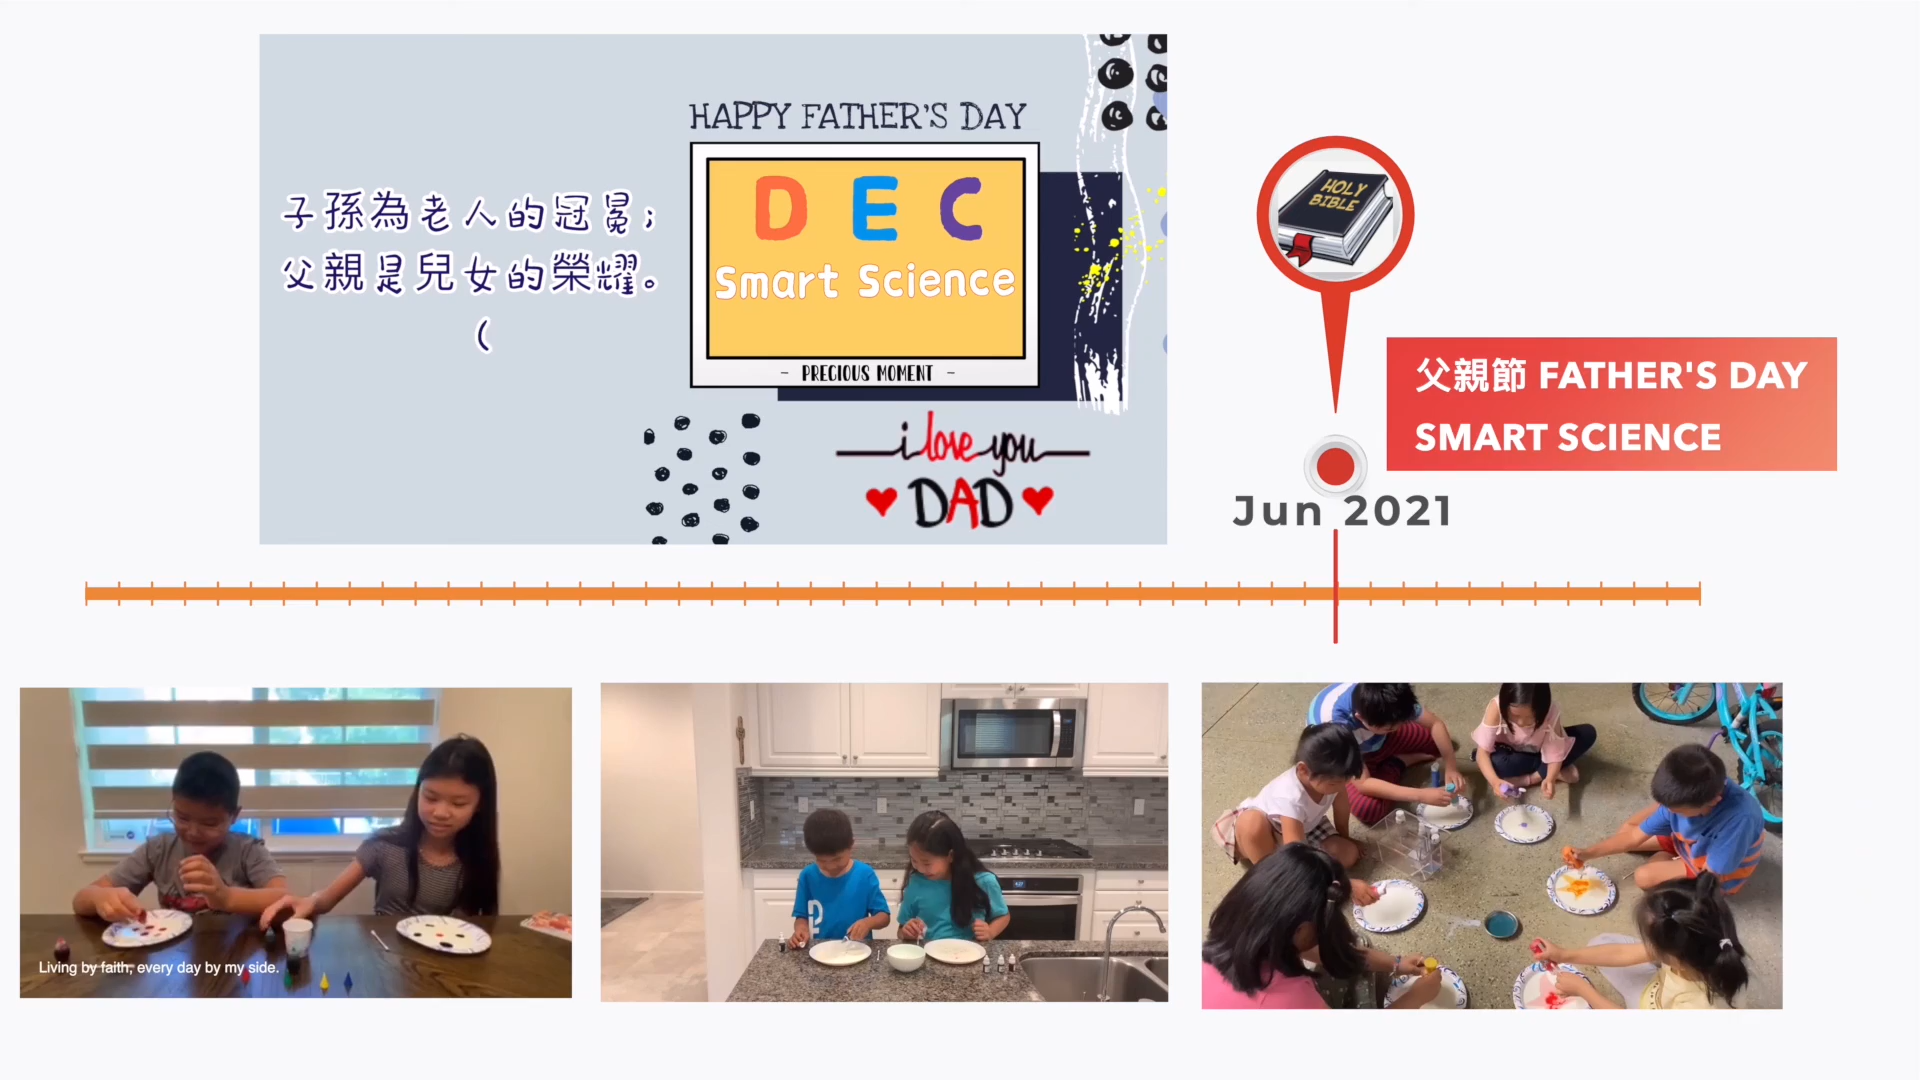 HAPPY FATHER'S DAY
子孫為老人的冠冕;
父親是兒女的榮耀。
(
D E C
Smart Science
- PRECIOUS MOMENT -
i love you
DAD
HOLY
BIBLE
父親節 FATHER'S DAY
SMART SCIENCE
Jun 2021
Living by faith, every day by my side.